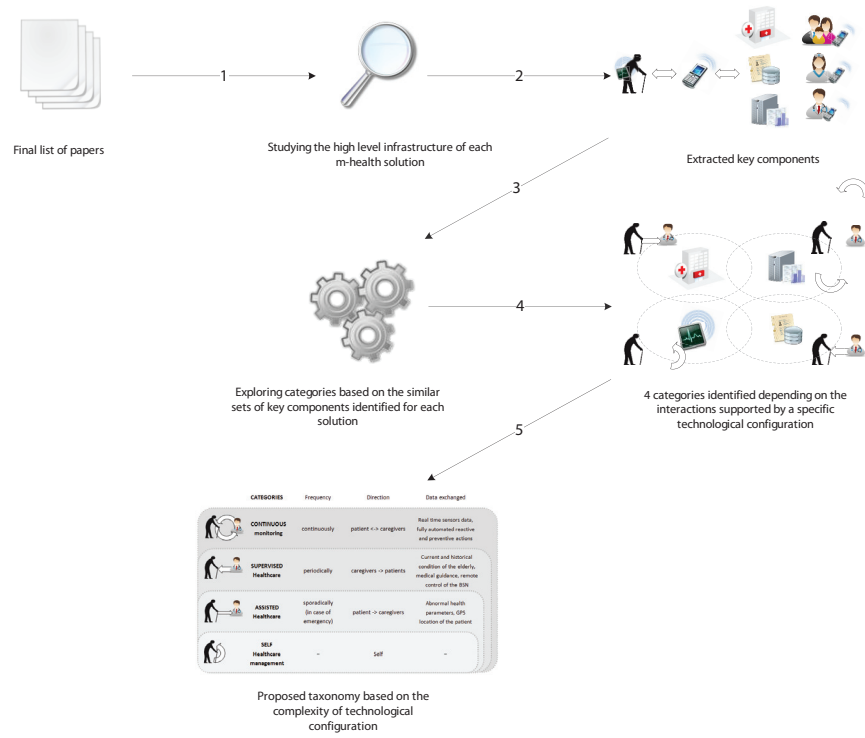 1
2
Final list of papers
Studying the high level infrastructure of each
m-health solution
Extracted key components
3
4
Exploring categories based on the similar
sets of key components identified for each
solution
4 categories identified depending on the
interactions supported by a specific
technological configuration
5
CATEGORIES Frequency Direction Data exchanged
CONTINUOUS
monitoring
continuously
patient <-> caregivers
Real time sensors data,
fully automated reactive
and preventive actions
SUPERVISED
Healthcare
periodically
caregivers -> patients
Current and historical
condition of the elderly,
medical guidance, remote
control of the BSN
ASSISTED
Healthcare
sporadically
(in case of
emergency)
patient -> caregivers
Abnormal health
parameters, GPS
location of the patient
SELF
Healthcare
management
–
Self
–
Proposed taxonomy based on the
complexity of technological
configuration